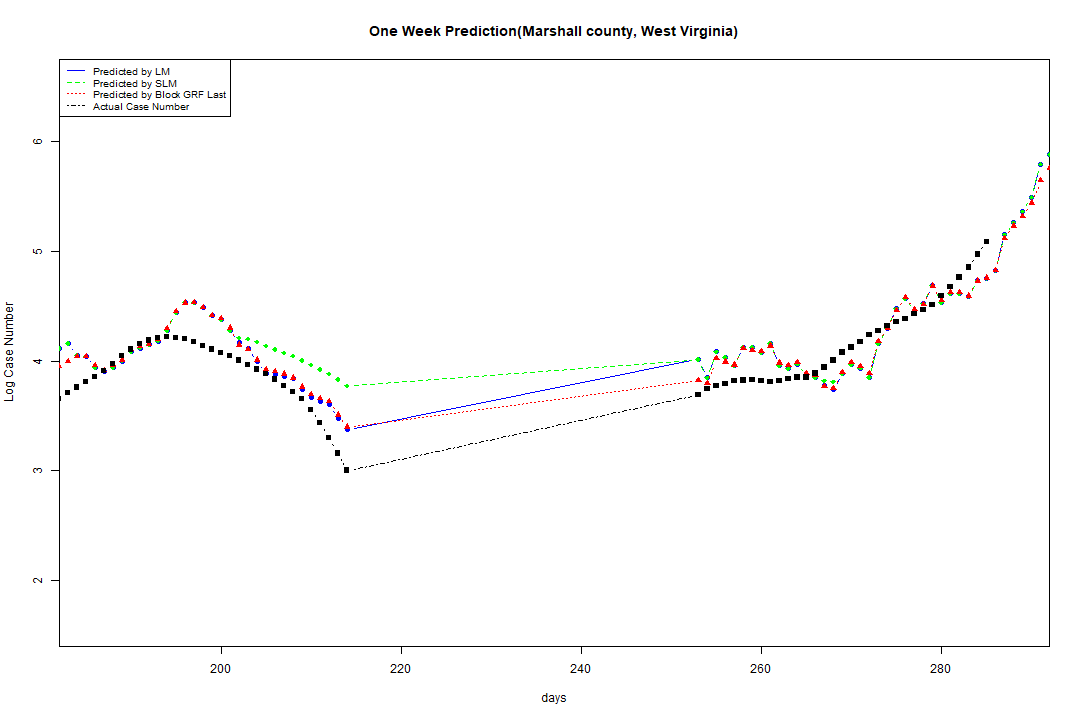 One Week Prediction(Marshall county, West Virginia)
Predicted by LM
Predicted by SLM
Predicted by Block GRF Last
Actual Case Number
6
5
4
3
2
Log Case Number
200 220 240 260 280
days